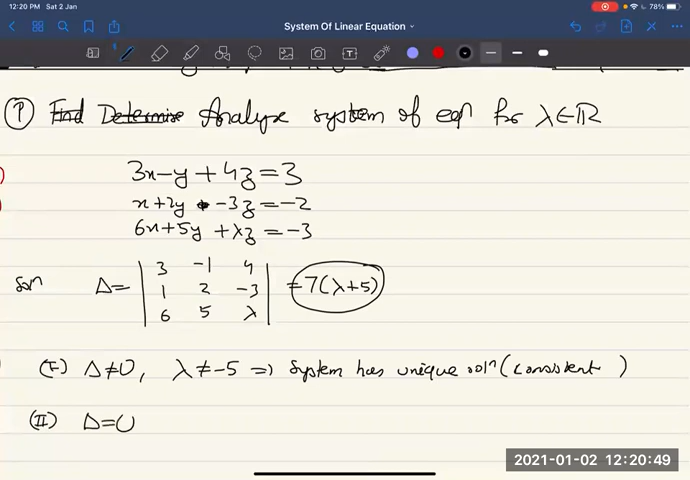 12:20 PM Sat 2 Jan
78%
System Of Linear Equation
? Find Determine Analyze system of eqn for λ∈ℝ
3x-y+4z=3
x+2y -3z=-2
6x+5y+λz=-3
Soln Δ= | 3 -1 4 | = 7(λ+5)
| 1 2 -3 |
| 6 5 λ |
(I) Δ≠0, λ≠-5 => System has unique soln (consistent)
(II) Δ=0
2021-01-02 12:20:49